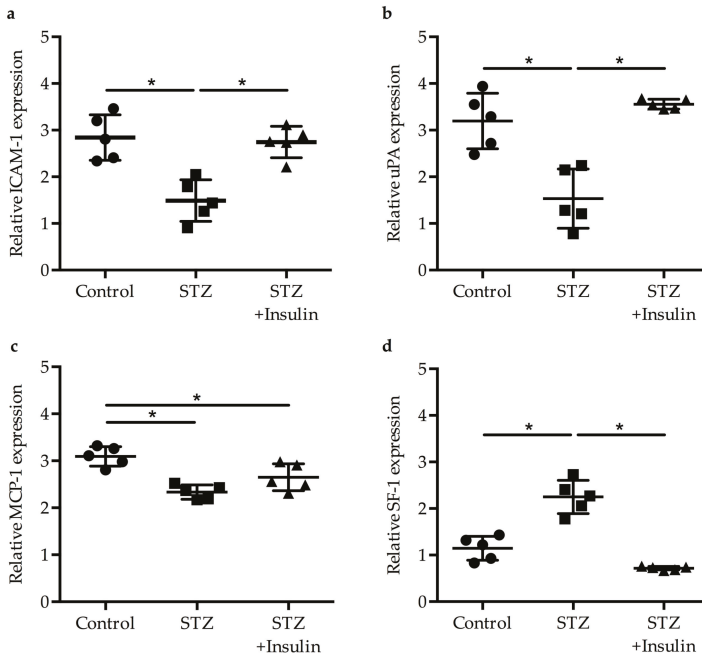 a
Relative ICAM-1 expression
5
4
3
2
1
0
*
*
Control
STZ
STZ
+Insulin
b
Relative uPA expression
5
4
3
2
1
0
*
*
Control
STZ
STZ
+Insulin
c
Relative MCP-1 expression
5
4
3
2
1
0
*
*
Control
STZ
STZ
+Insulin
d
Relative SF-1 expression
5
4
3
2
1
0
*
*
Control
STZ
STZ
+Insulin